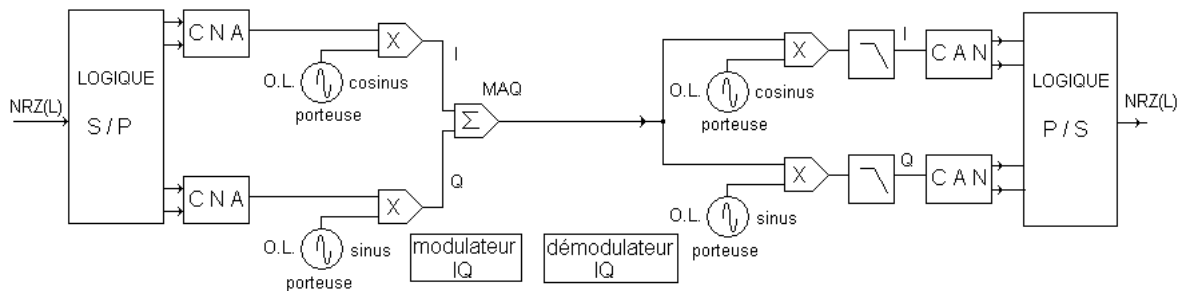 NRZ(L)
LOGIQUE
S / P
C N A
X
O.L.
cosinus
porteuse
I
Σ
MAQ
C N A
X
Q
O.L.
sinus
porteuse
modulateur
IQ
démodulateur
IQ
X
O.L.
cosinus
porteuse
I
C A N
X
O.L.
sinus
porteuse
Q
C A N
LOGIQUE
P / S
NRZ(L)